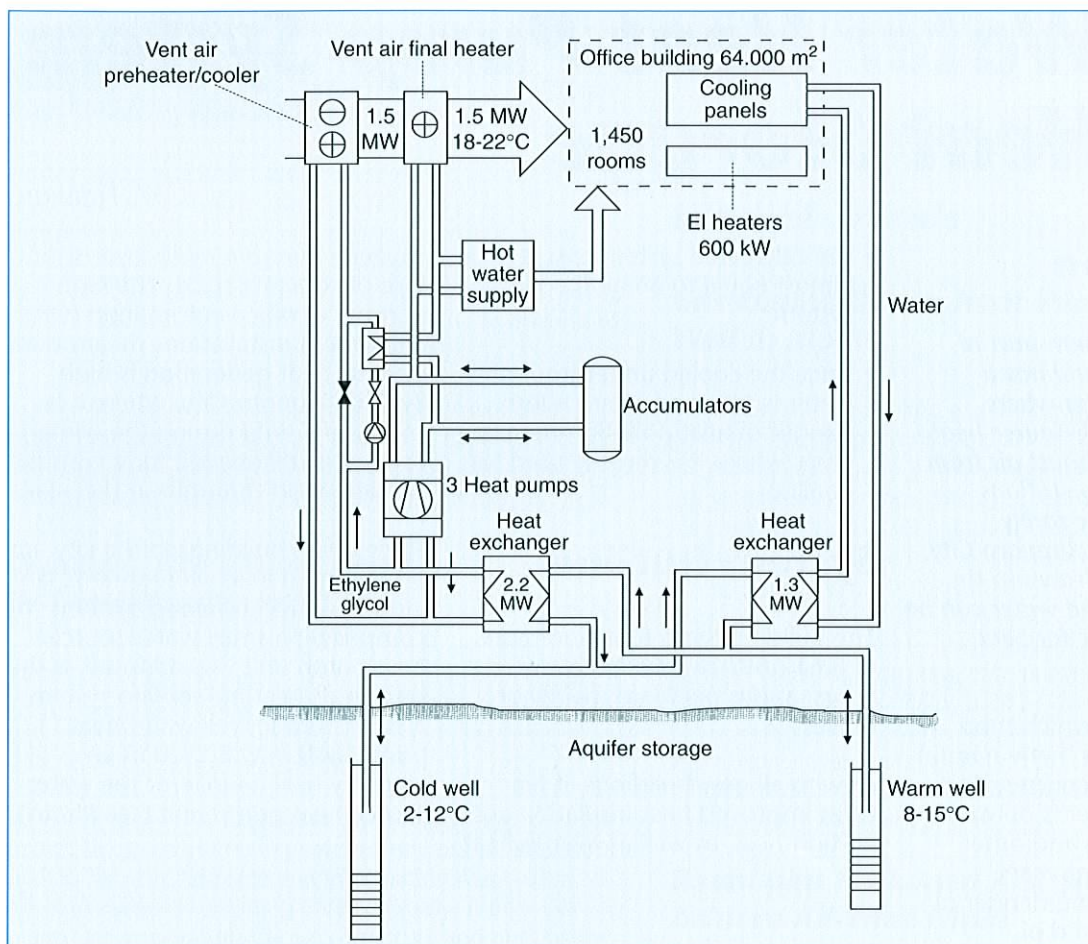 Vent air
preheater/cooler
Vent air final heater
Office building 64.000 m²
Cooling
panels
1.5
MW
1.5 MW
18-22°C
1,450
rooms
El heaters
600 kW
Hot
water
supply
Water
Accumulators
3 Heat pumps
Heat
exchanger
Heat
exchanger
Ethylene
glycol
2.2
MW
1.3
MW
Aquifer storage
Cold well
2-12°C
Warm well
8-15°C